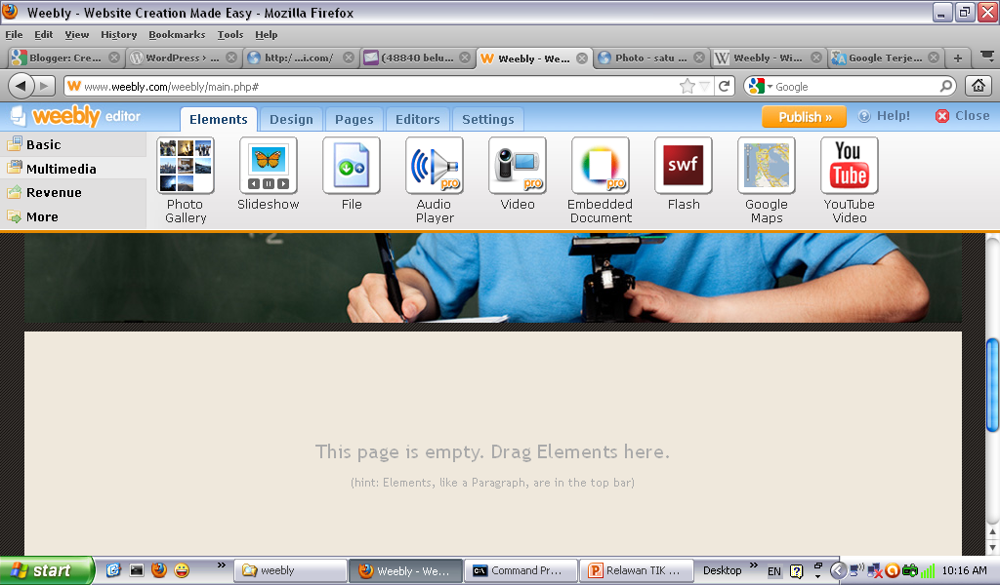 Weebly - Website Creation Made Easy - Mozilla Firefox
File Edit View History Bookmarks Tools Help
Blogger: Cre... WordPress › ... http:/...i.com/ (48840 belu... Weebly - We... Photo - satu ... Weebly - Wi... Google Terje...
www.weebly.com/weebly/main.php# Google
weebly editor Elements Design Pages Editors Settings Publish » Help! Close
Basic
Multimedia
Revenue
More
pro pro pro swf You Tube
Photo Gallery
Slideshow
File
Audio Player
Video
Embedded Document
Flash
Google Maps
YouTube Video
This page is empty. Drag Elements here.
(hint: Elements, like a Paragraph, are in the top bar)
start weebly Weebly - We... Command Pr... Relawan TIK ... Desktop EN 10:16 AM